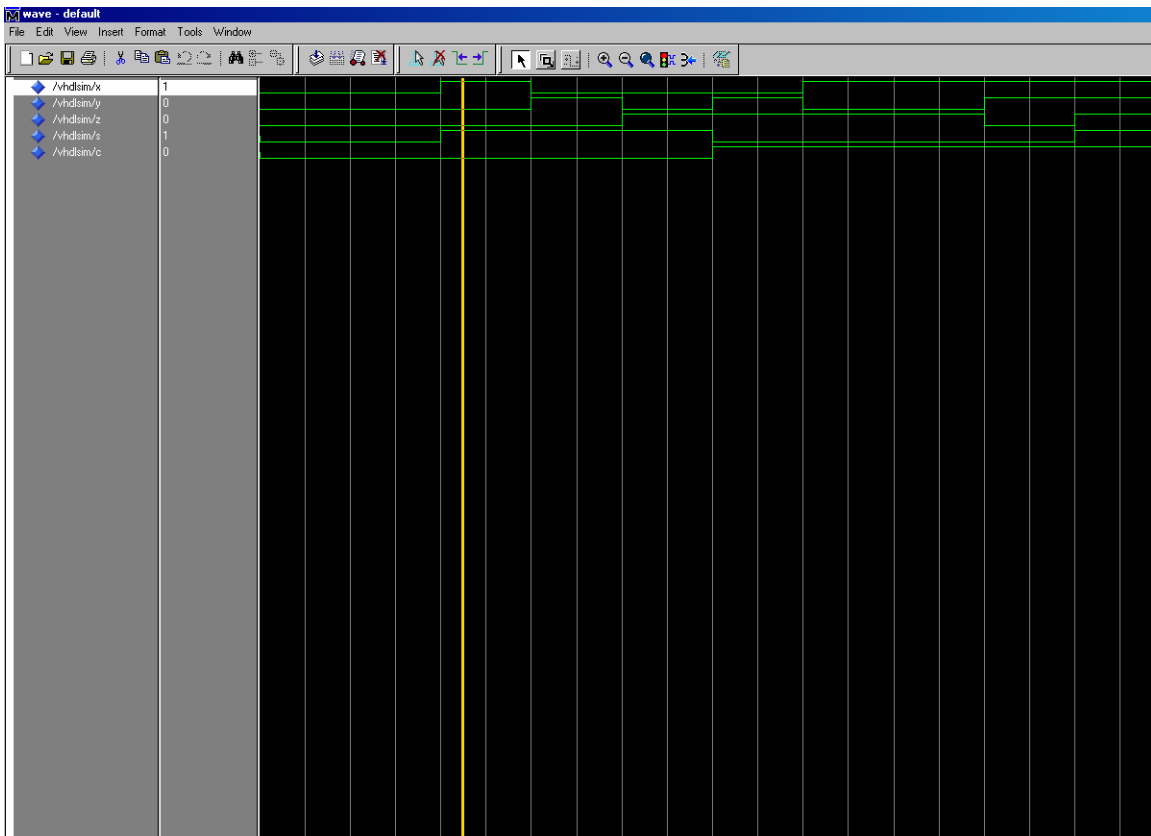 wave - default
File Edit View Insert Format Tools Window
/vhdlsim/x 1
/vhdlsim/y 0
/vhdlsim/z 0
/vhdlsim/s 1
/vhdlsim/c 0